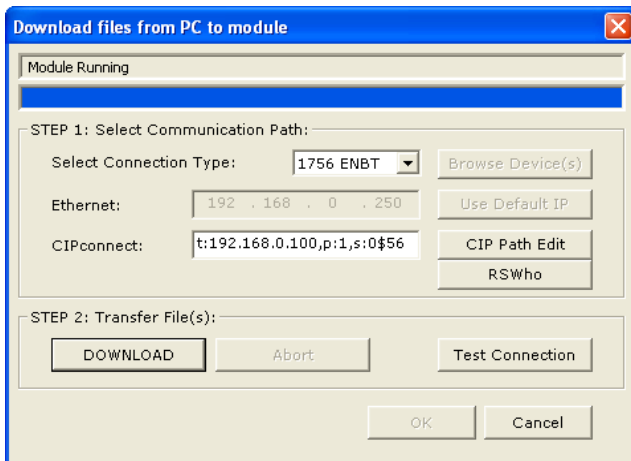 Download files from PC to module
Module Running
STEP 1: Select Communication Path:
Select Connection Type: 1756 ENBT Browse Device(s)
Ethernet: 192 . 168 . 0 . 250 Use Default IP
CIPconnect: t:192.168.0.100,p:1,s:0$56 CIP Path Edit
RSWho
STEP 2: Transfer File(s):
DOWNLOAD Abort Test Connection
OK Cancel